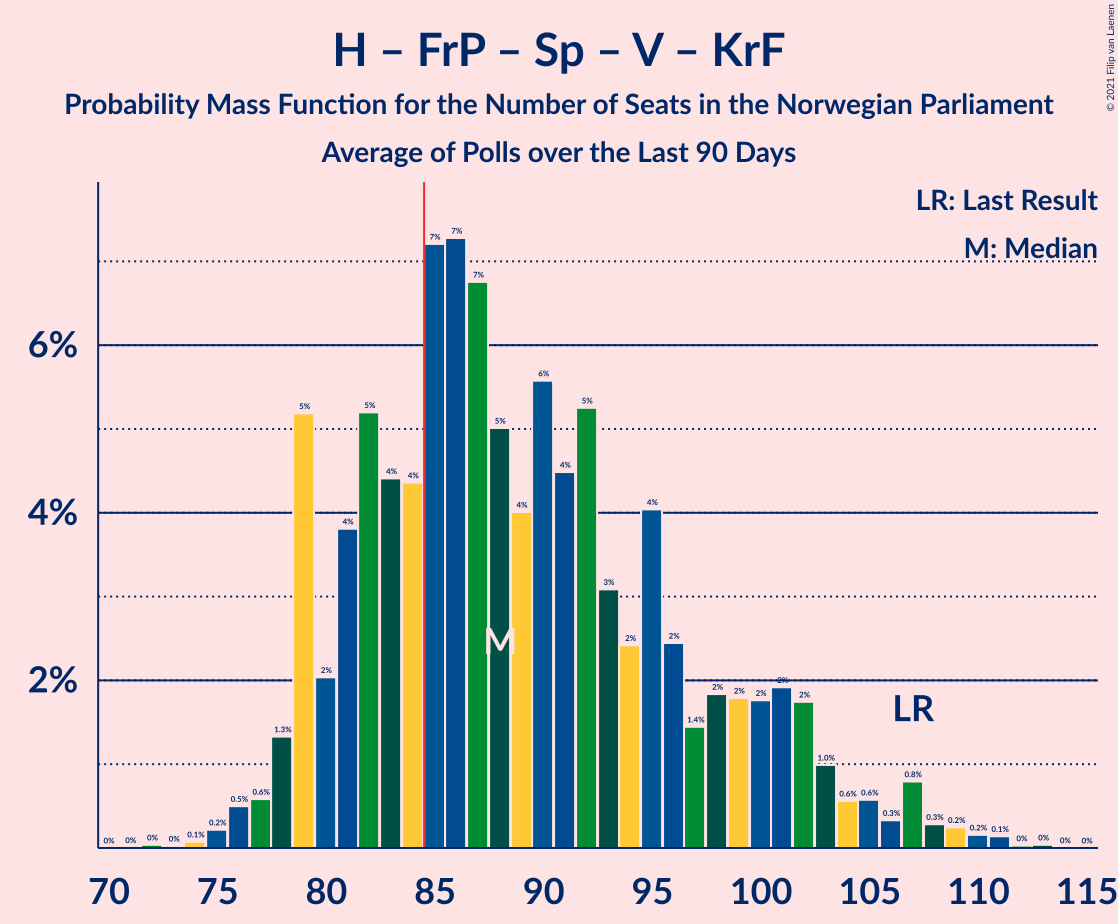 H – FrP – Sp – V – KrF
Probability Mass Function for the Number of Seats in the Norwegian Parliament
Average of Polls over the Last 90 Days
© 2021 Filip van Laenen
LR: Last Result
M: Median
6%
4%
2%
0% 0% 0% 0% 0.1% 0.2% 0.5% 0.6% 1.3% 5% 2% 4% 5% 4% 4% 7% 7% 7% 5% 4% 6% 4% 5% 3% 2% 4% 2% 1.4% 2% 2% 2% 2% 2% 1.0% 0.6% 0.6% 0.3% 0.8% 0.3% 0.2% 0.2% 0.1% 0% 0% 0% 0%
M
LR
70 75 80 85 90 95 100 105 110 115